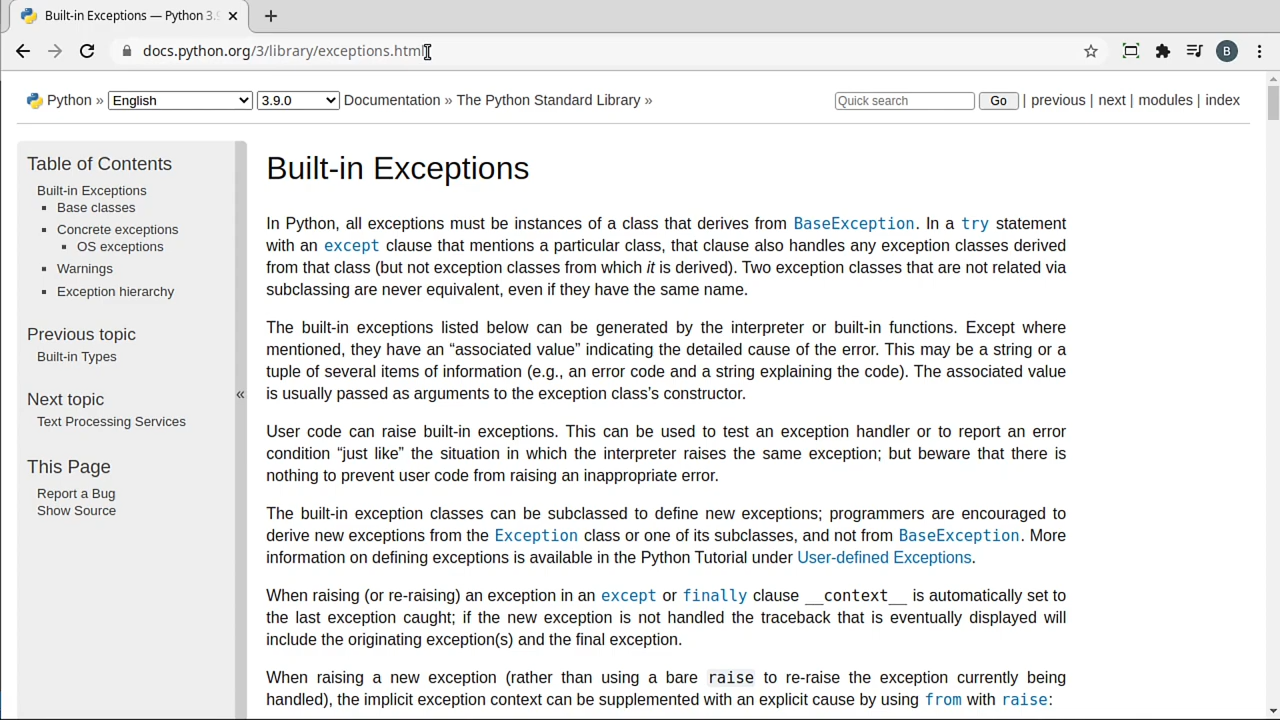 Built-in Exceptions — Python 3.9
docs.python.org/3/library/exceptions.html
B
Python » English 3.9.0 Documentation » The Python Standard Library » Quick search Go | previous | next | modules | index
Table of Contents
Built-in Exceptions
Base classes
Concrete exceptions
OS exceptions
Warnings
Exception hierarchy
Previous topic
Built-in Types
Next topic
Text Processing Services
This Page
Report a Bug
Show Source
«
Built-in Exceptions
In Python, all exceptions must be instances of a class that derives from BaseException. In a try statement
with an except clause that mentions a particular class, that clause also handles any exception classes derived
from that class (but not exception classes from which it is derived). Two exception classes that are not related via
subclassing are never equivalent, even if they have the same name.
The built-in exceptions listed below can be generated by the interpreter or built-in functions. Except where
mentioned, they have an “associated value” indicating the detailed cause of the error. This may be a string or a
tuple of several items of information (e.g., an error code and a string explaining the code). The associated value
is usually passed as arguments to the exception class’s constructor.
User code can raise built-in exceptions. This can be used to test an exception handler or to report an error
condition “just like” the situation in which the interpreter raises the same exception; but beware that there is
nothing to prevent user code from raising an inappropriate error.
The built-in exception classes can be subclassed to define new exceptions; programmers are encouraged to
derive new exceptions from the Exception class or one of its subclasses, and not from BaseException. More
information on defining exceptions is available in the Python Tutorial under User-defined Exceptions.
When raising (or re-raising) an exception in an except or finally clause __context__ is automatically set to
the last exception caught; if the new exception is not handled the traceback that is eventually displayed will
include the originating exception(s) and the final exception.
When raising a new exception (rather than using a bare raise to re-raise the exception currently being
handled), the implicit exception context can be supplemented with an explicit cause by using from with raise: